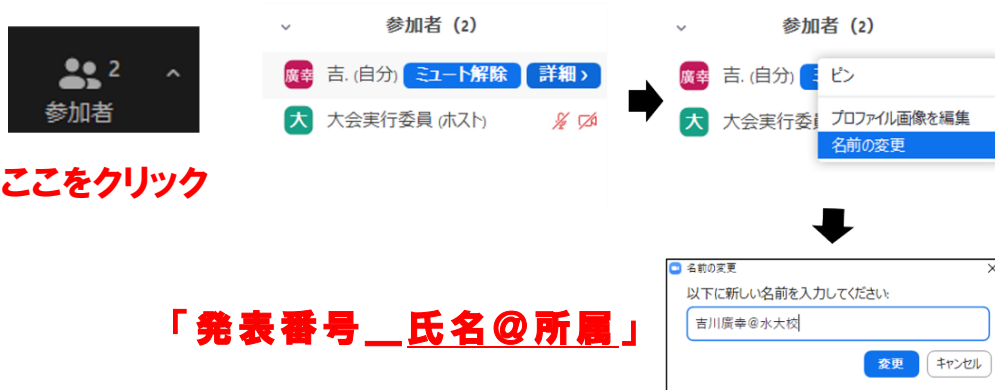 2
参加者
ここをクリック
参加者 (2)
廣幸 吉. (自分) ミュート解除 詳細 >
大 大会実行委員 (ホスト)
参加者 (2)
廣幸 吉. (自分) ミ
大 大会実行委員
ピン
プロファイル画像を編集
名前の変更
名前の変更
以下に新しい名前を入力してください:
吉川廣幸@水大校
変更 キャンセル
「発表番号__氏名@所属」